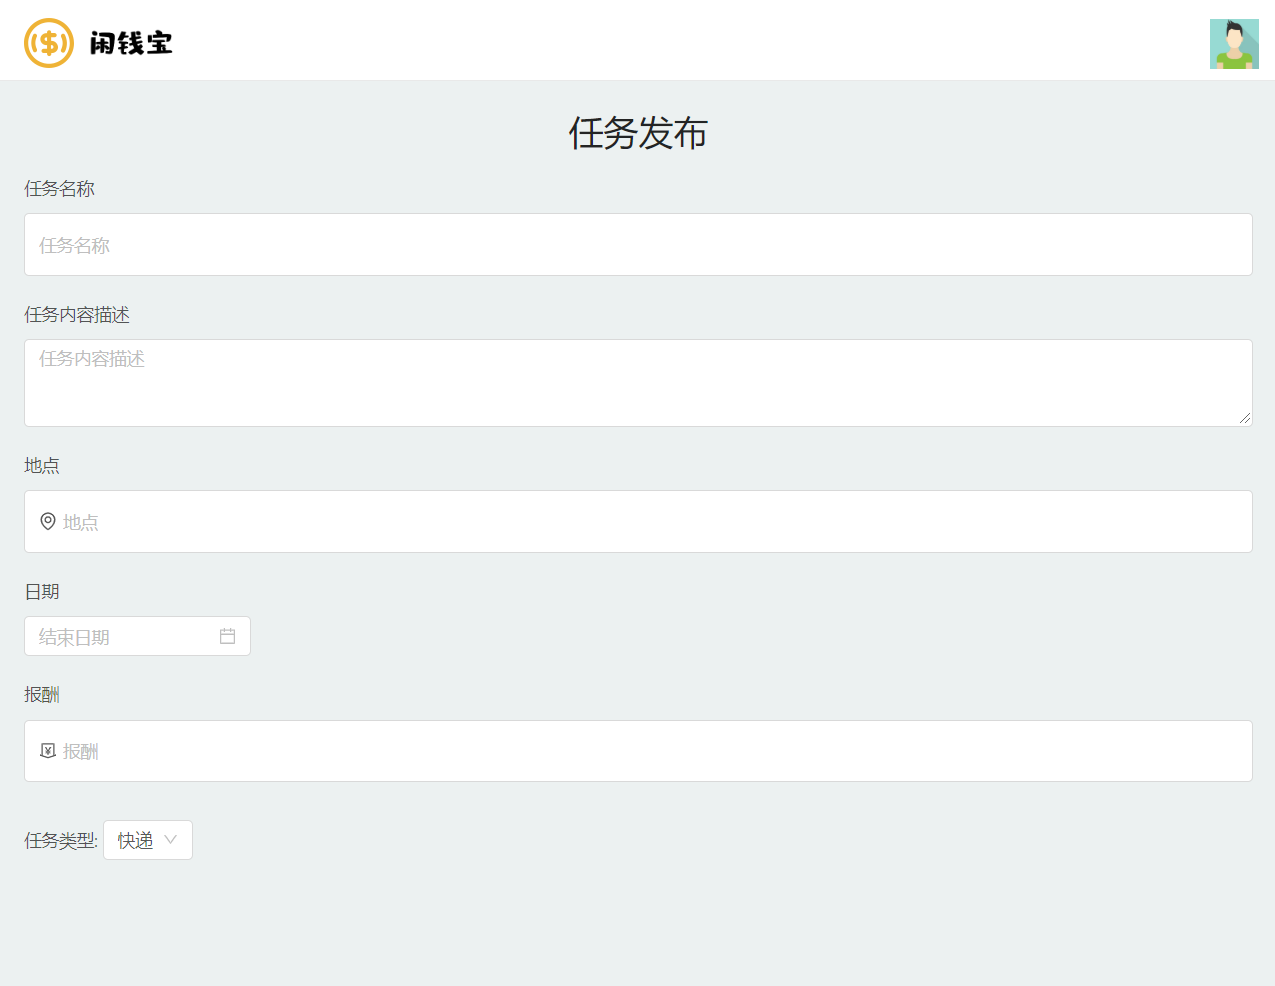 闲钱宝
任务发布
任务名称
任务名称
任务内容描述
任务内容描述
地点
地点
日期
结束日期
报酬
报酬
任务类型: 快递